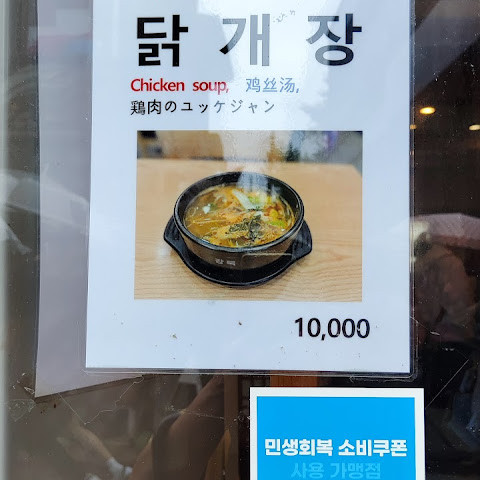 닭개장
Chicken soup, 鸡丝汤,
鶏肉のユッケジャン
10,000
민생회복 소비쿠폰
사용 가맹점